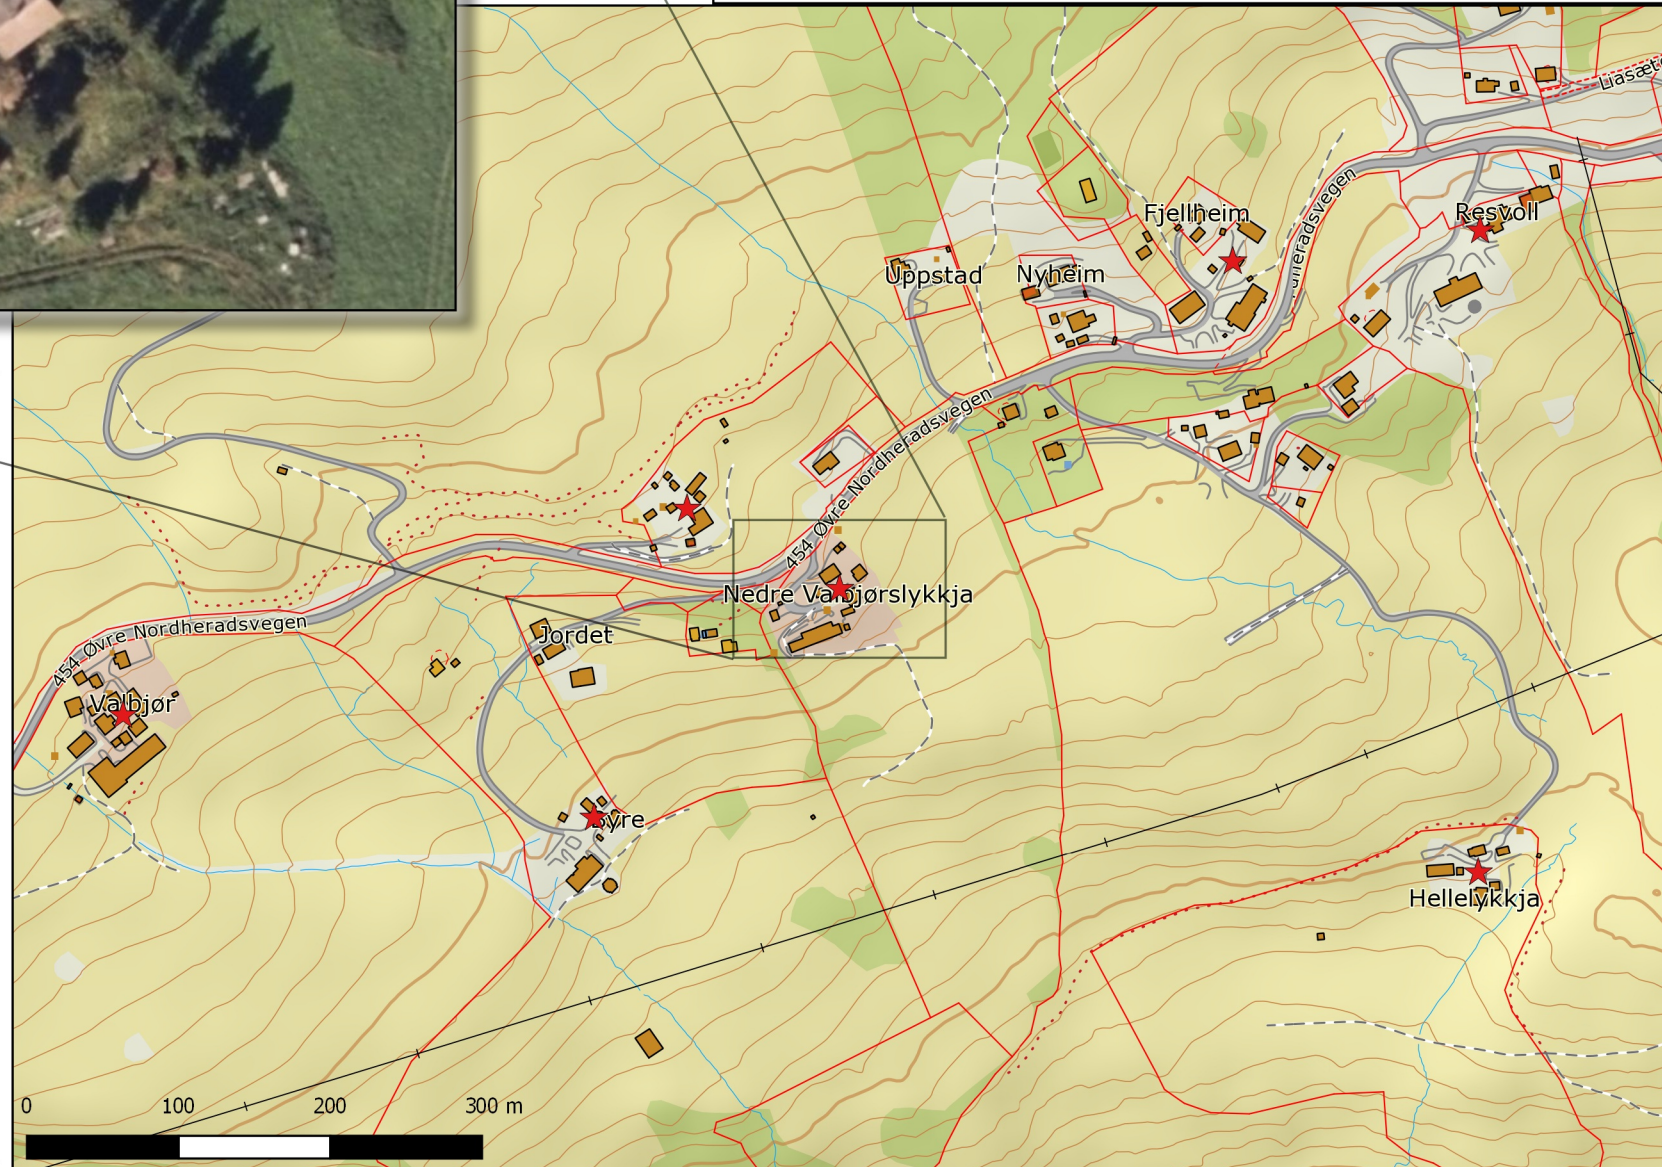 Liasæt
Fjellheim
Resvoll
Uppstad
Nyheim
454 Øvre Nordheradsvegen
Nedre Valbjørslykkja
454 Øvre Nordheradsvegen
Jordet
Valbjør
Hellelykkja
0 100 200 300 m